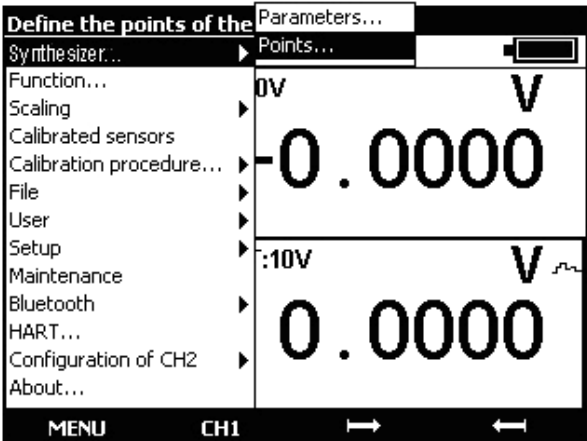 Define the points of the
Parameters...
Synthesizer...
Points...
Function...
0V
V
Scaling
Calibrated sensors
Calibration procedure...
-0.0000
File
User
Setup
:10V
V
Maintenance
Bluetooth
HART...
0.0000
Configuration of CH2
About...
MENU
CH1